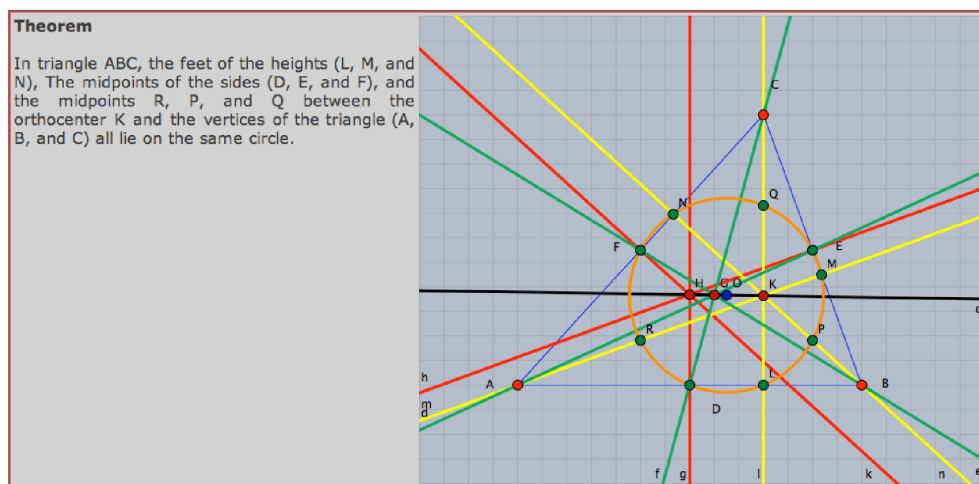 Theorem
In triangle ABC, the feet of the heights (L, M, and
N), The midpoints of the sides (D, E, and F), and
the midpoints R, P, and Q between the
orthocenter K and the vertices of the triangle (A,
B, and C) all lie on the same circle.
C
Q
N
F
E
M
H G O K
R
P
h
A
L
B
m
d
D
f g l k n e